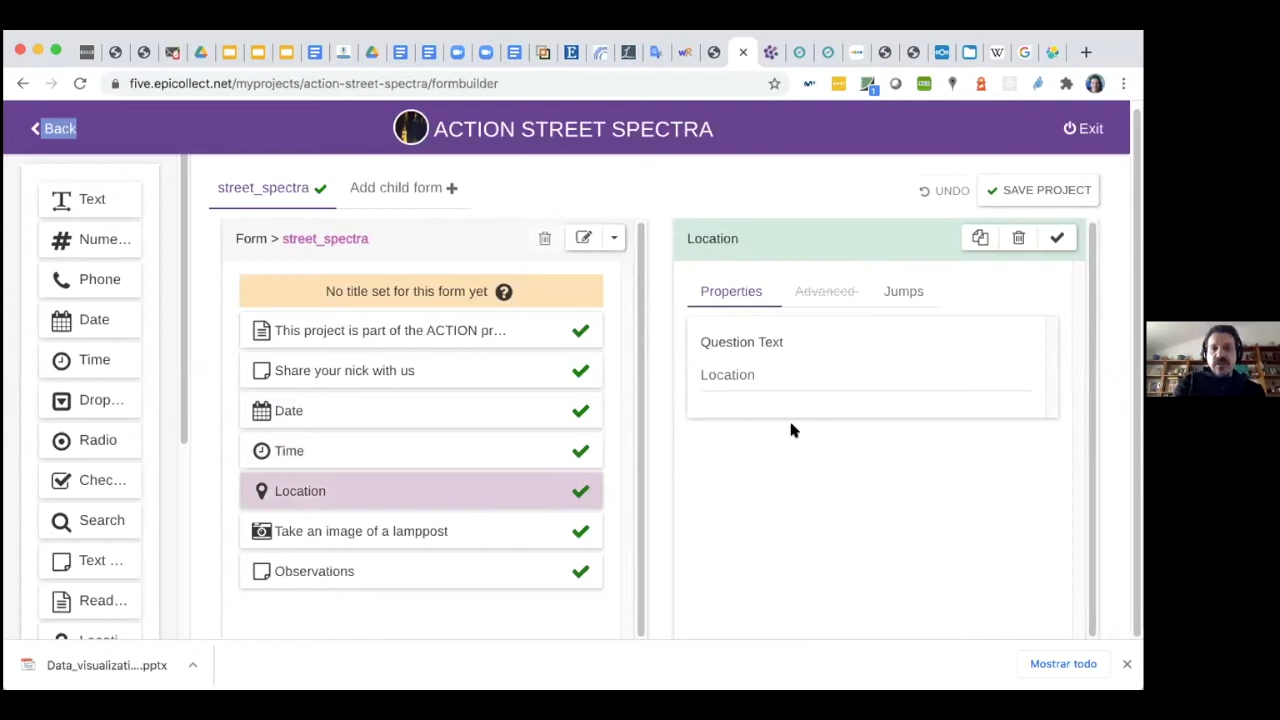 five.epicollect.net/myprojects/action-street-spectra/formbuilder
Back
ACTION STREET SPECTRA
Exit
Text
Nume...
Phone
Date
Time
Drop...
Radio
Chec...
Search
Text ...
Read...
street_spectra
Add child form
UNDO
SAVE PROJECT
Form > street_spectra
No title set for this form yet
This project is part of the ACTION pr...
Share your nick with us
Date
Time
Location
Take an image of a lamppost
Observations
Location
Properties
Advanced
Jumps
Question Text
Location
Data_visualizati....pptx
Mostrar todo